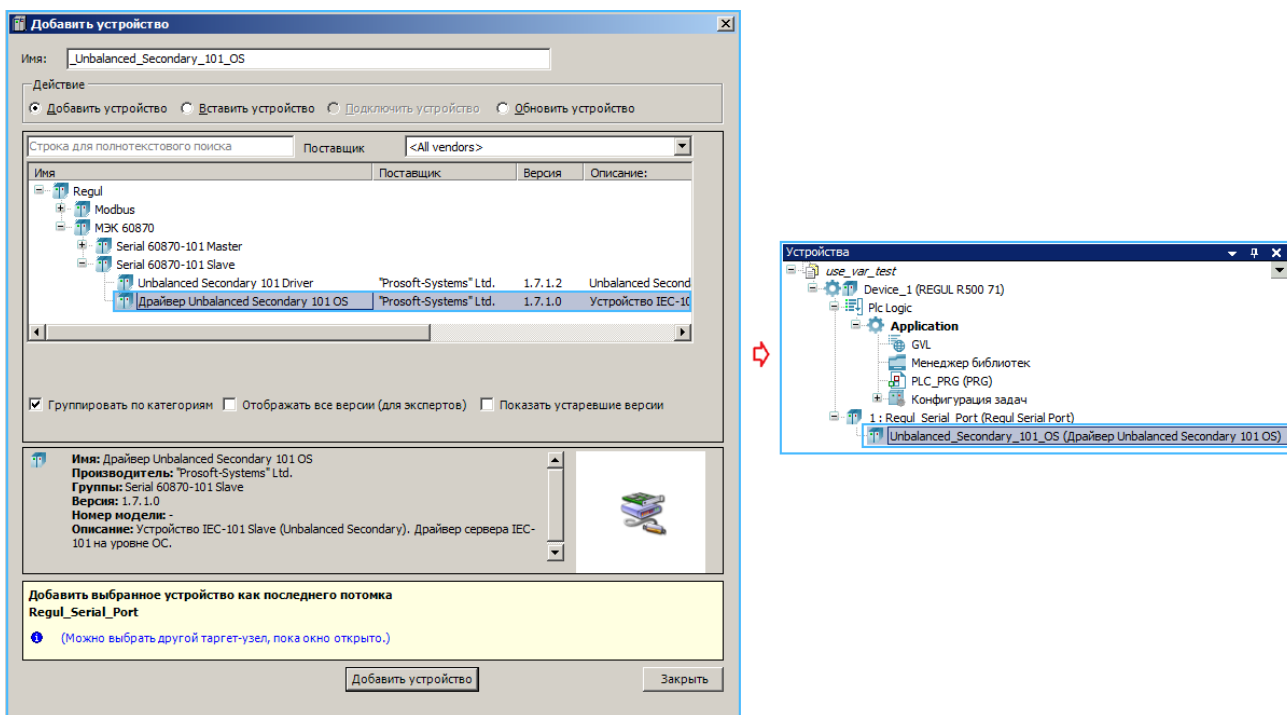 Добавить устройство
Имя: _Unbalanced_Secondary_101_OS
Действие
Добавить устройство Вставить устройство Подключить устройство Обновить устройство
Строка для полнотекстового поиска Поставщик <All vendors>
Имя Поставщик Версия Описание:
Regul
Modbus
МЭК 60870
Serial 60870-101 Master
Serial 60870-101 Slave
Unbalanced Secondary 101 Driver "Prosoft-Systems" Ltd. 1.7.1.2 Unbalanced Second
Драйвер Unbalanced Secondary 101 OS "Prosoft-Systems" Ltd. 1.7.1.0 Устройство IEC-10
Группировать по категориям Отображать все версии (для экспертов) Показать устаревшие версии
Имя: Драйвер Unbalanced Secondary 101 OS
Производитель: "Prosoft-Systems" Ltd.
Группы: Serial 60870-101 Slave
Версия: 1.7.1.0
Номер модели: -
Описание: Устройство IEC-101 Slave (Unbalanced Secondary). Драйвер сервера IEC-
101 на уровне ОС.
Добавить выбранное устройство как последнего потомка
Regul_Serial_Port
(Можно выбрать другой таргет-узел, пока окно открыто.)
Добавить устройство Закрыть
Устройства
use_var_test
Device_1 (REGUL R500 71)
Plc Logic
Application
GVL
Менеджер библиотек
PLC_PRG (PRG)
Конфигурация задач
1 : Regul_Serial_Port (Regul Serial Port)
Unbalanced_Secondary_101_OS (Драйвер Unbalanced Secondary 101 OS)